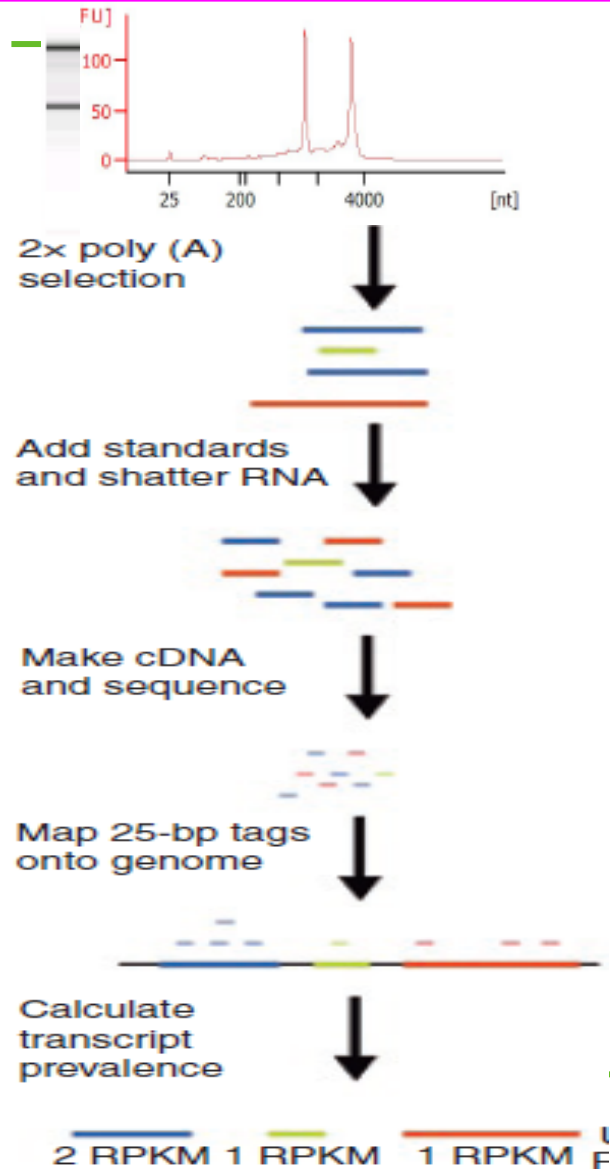 FU]
100
50
0
25 200 4000 [nt]
2x poly (A)
selection
Add standards
and shatter RNA
Make cDNA
and sequence
Map 25-bp tags
onto genome
Calculate
transcript
prevalence
2 RPKM 1 RPKM 1 RPKM